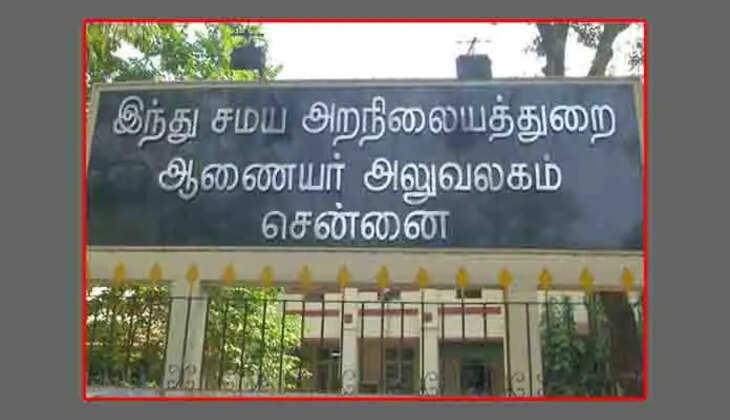 இந்து சமய அறநிலையத்துறை
ஆணையர் அலுவலகம்
சென்னை